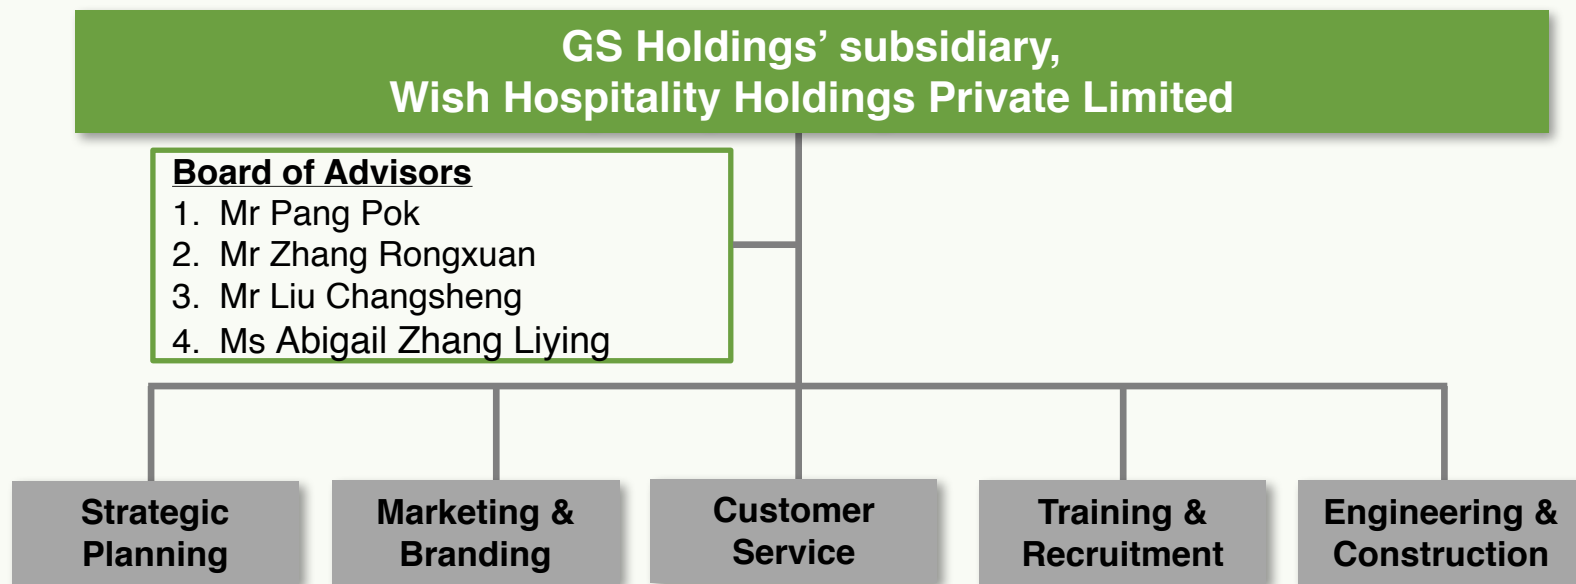 GS Holdings’ subsidiary,
Wish Hospitality Holdings Private Limited
Board of Advisors
1. Mr Pang Pok
2. Mr Zhang Rongxuan
3. Mr Liu Changsheng
4. Ms Abigail Zhang Liying
Strategic
Planning
Marketing &
Branding
Customer
Service
Training &
Recruitment
Engineering &
Construction